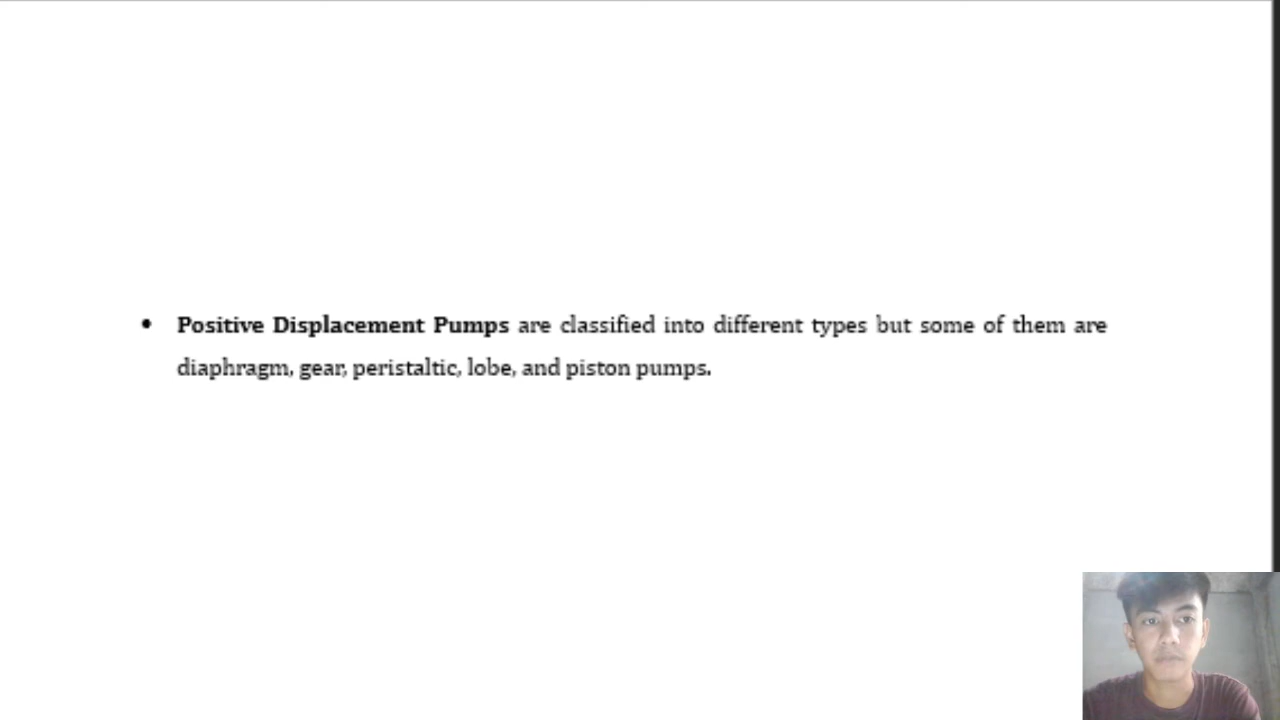 • Positive Displacement Pumps are classified into different types but some of them are
diaphragm, gear, peristaltic, lobe, and piston pumps.